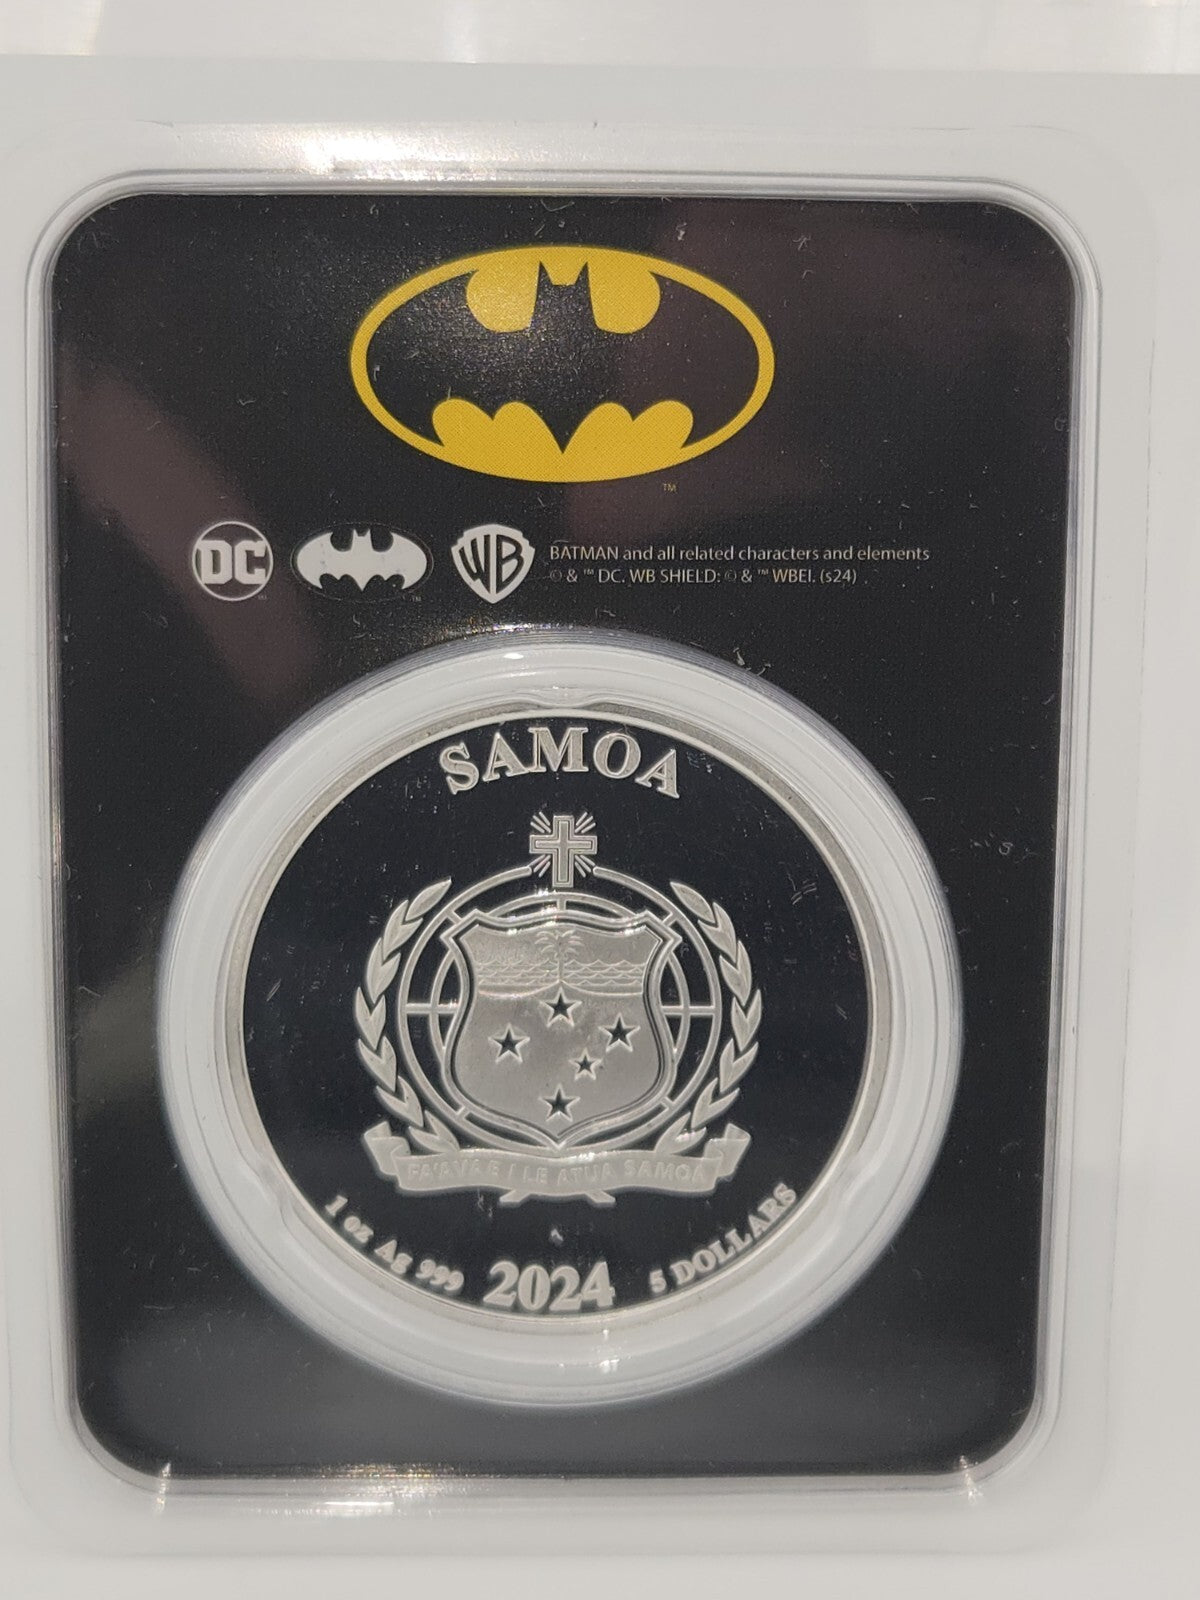 TM
DC
WB
BATMAN and all related characters and elements
© & ™ DC. WB SHIELD: © & ™ WBEI. (s24)
SAMOA
FA'AVAE I LE ATUA SAMOA
1 oz Ag 999 2024 5 DOLLARS